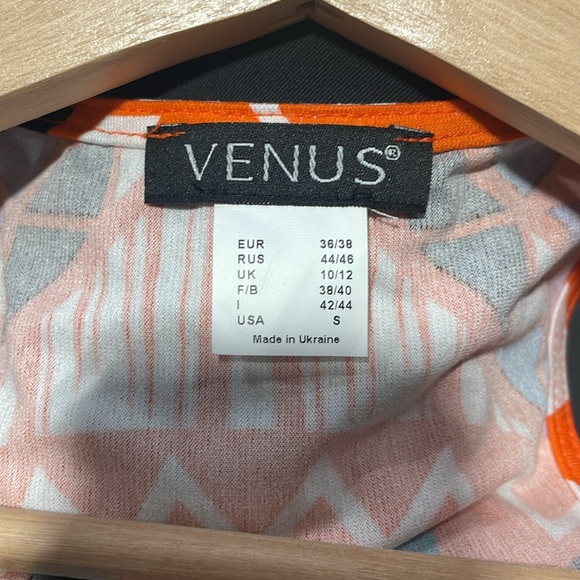 VENUS®
EUR 36/38
RUS 44/46
UK 10/12
F/B 38/40
I 42/44
USA S
Made in Ukraine